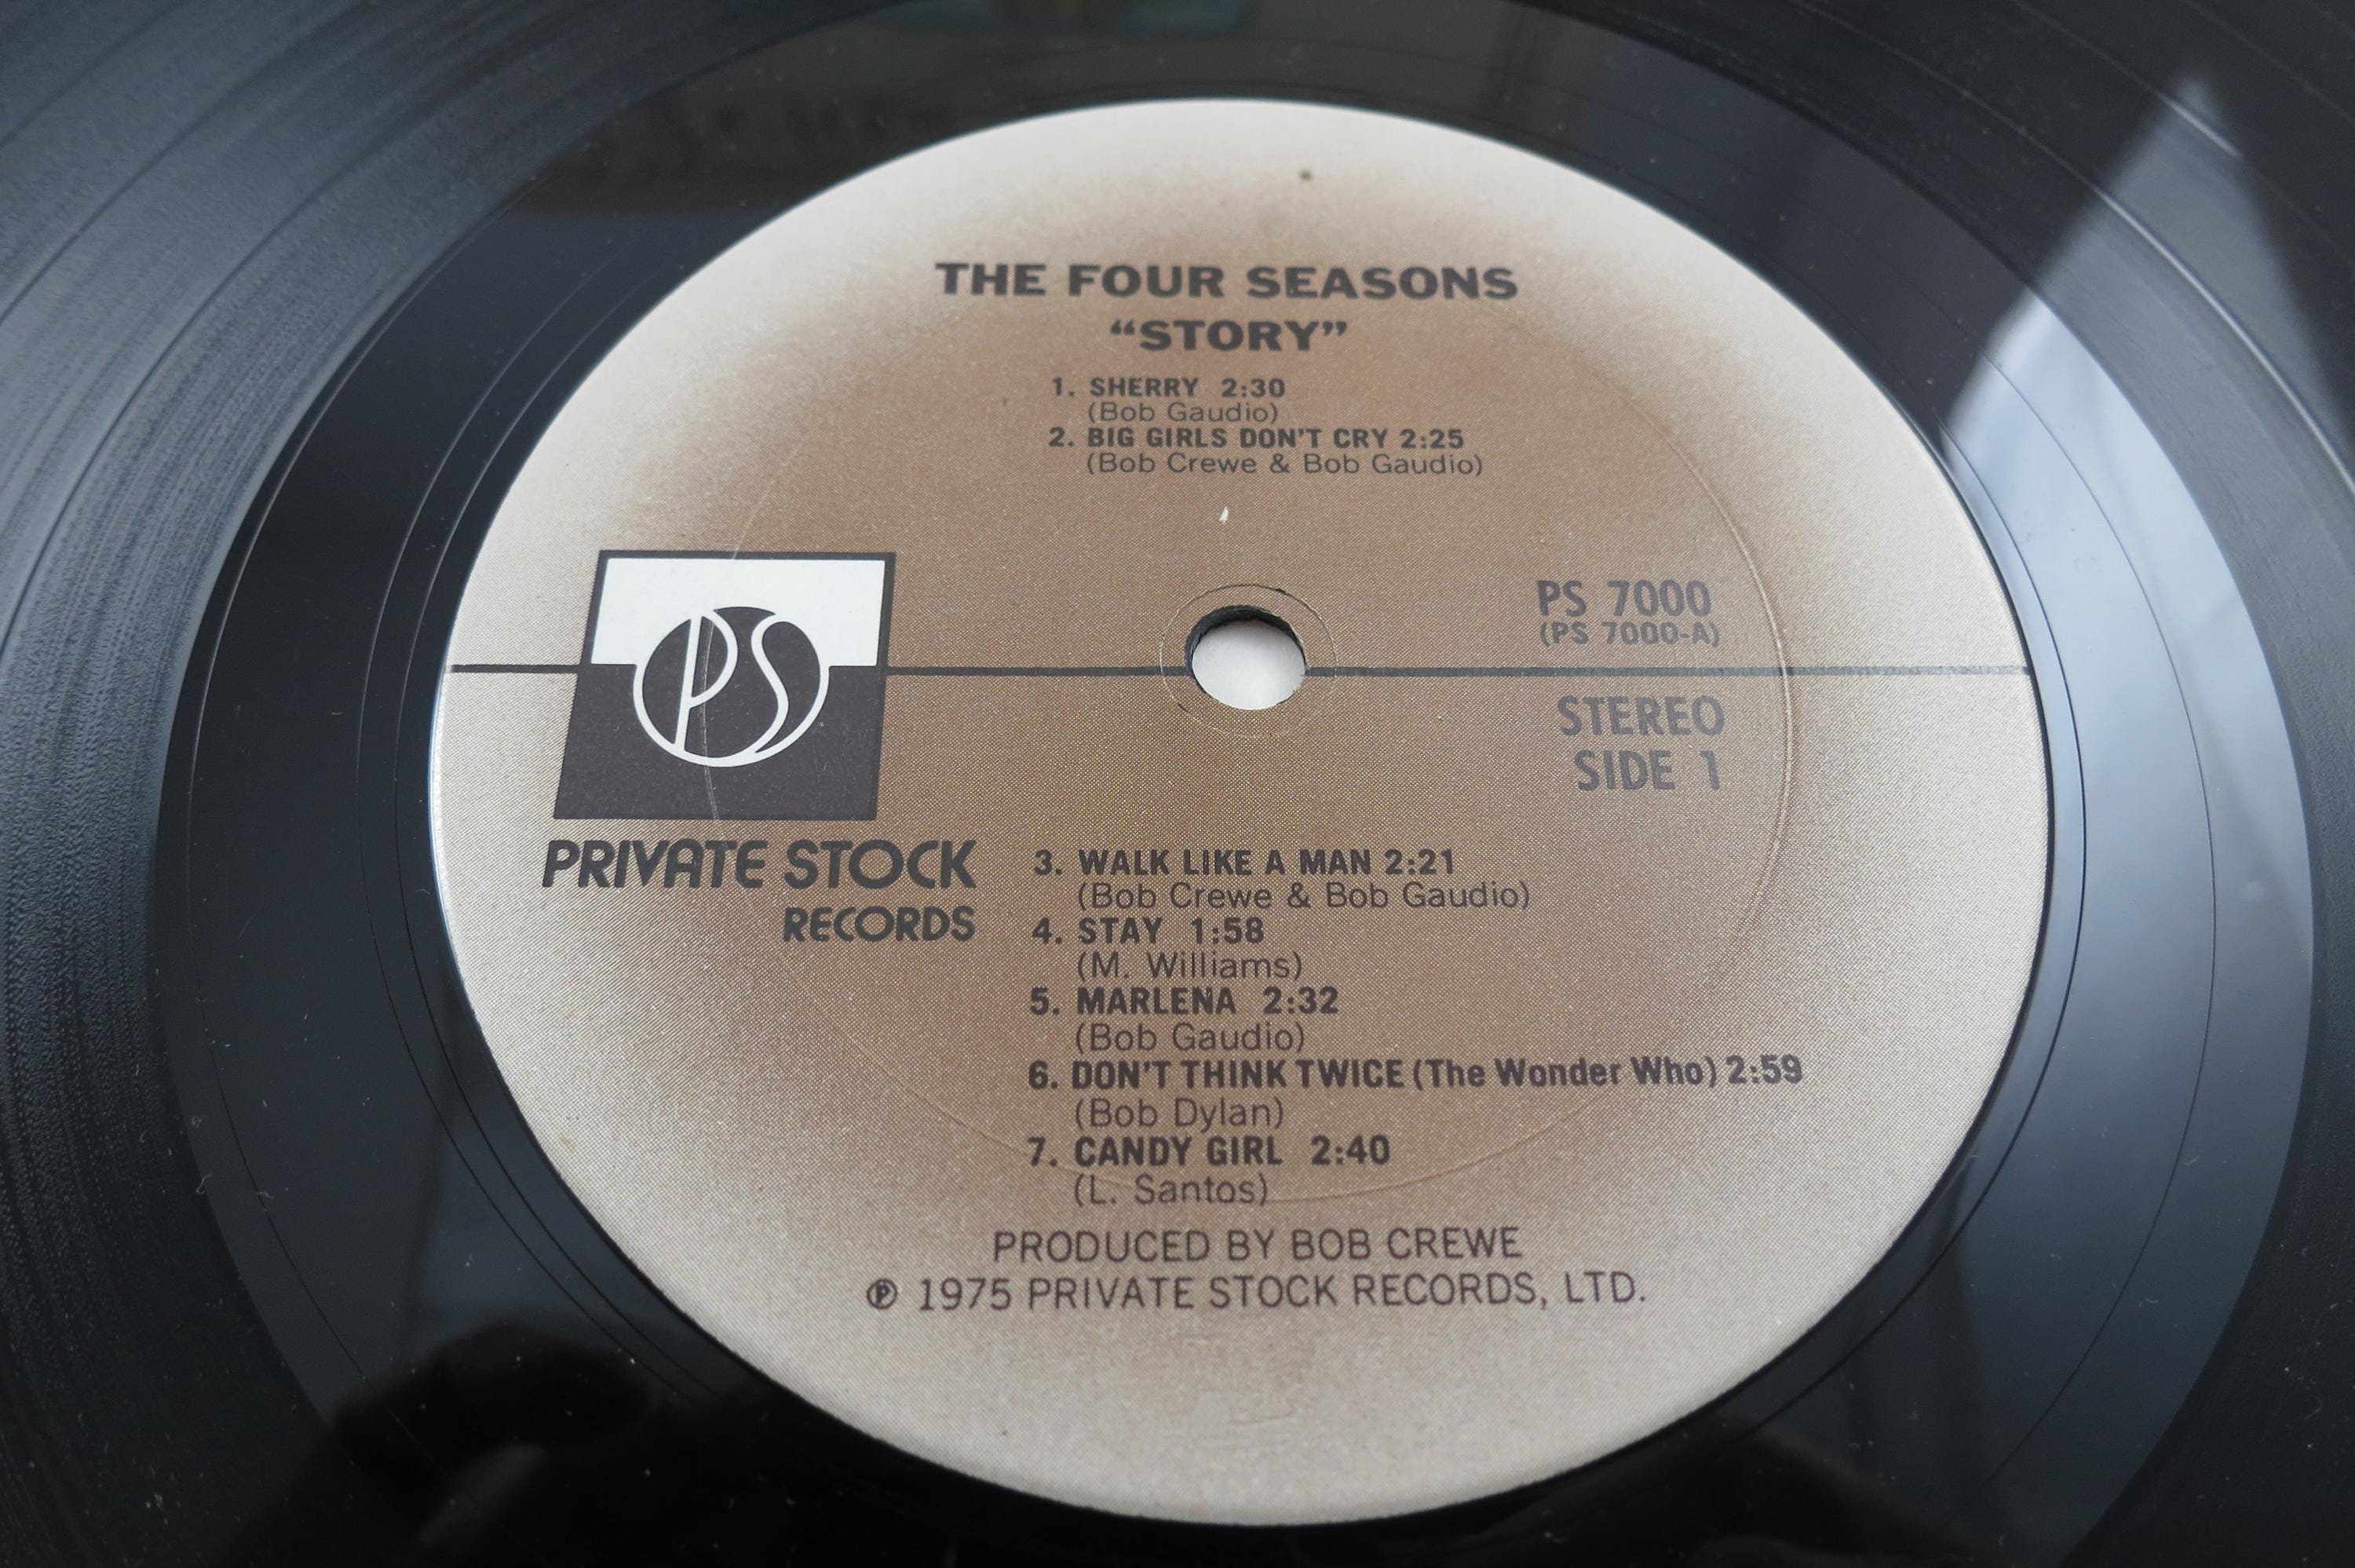 THE FOUR SEASONS
“STORY”
1. SHERRY 2:30
(Bob Gaudio)
2. BIG GIRLS DON'T CRY 2:25
(Bob Crewe & Bob Gaudio)
PS
PRIVATE STOCK
RECORDS
PS 7000
(PS 7000-A)
STEREO
SIDE 1
3. WALK LIKE A MAN 2:21
(Bob Crewe & Bob Gaudio)
4. STAY 1:58
(M. Williams)
5. MARLENA 2:32
(Bob Gaudio)
6. DON'T THINK TWICE (The Wonder Who) 2:59
(Bob Dylan)
7. CANDY GIRL 2:40
(L. Santos)
PRODUCED BY BOB CREWE
℗ 1975 PRIVATE STOCK RECORDS, LTD.